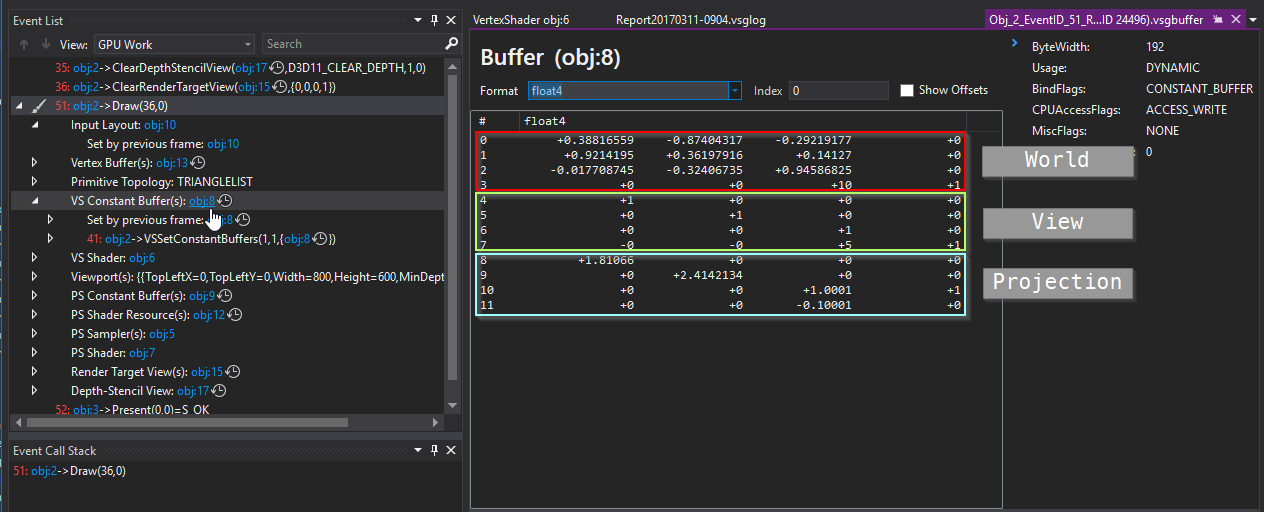 Event List
View: GPU Work Search
35: obj:2->ClearDepthStencilView(obj:17,D3D11_CLEAR_DEPTH,1,0)
36: obj:2->ClearRenderTargetView(obj:15,{0,0,0,1})
51: obj:2->Draw(36,0)
Input Layout: obj:10
Set by previous frame: obj:10
Vertex Buffer(s): obj:13
Primitive Topology: TRIANGLELIST
VS Constant Buffer(s): obj:8
Set by previous frame: obj:8
41: obj:2->VSSetConstantBuffers(1,1,{obj:8})
VS Shader: obj:6
Viewport(s): {{TopLeftX=0,TopLeftY=0,Width=800,Height=600,MinDept
PS Constant Buffer(s): obj:9
PS Shader Resource(s): obj:12
PS Sampler(s): obj:5
PS Shader: obj:7
Render Target View(s): obj:15
Depth-Stencil View: obj:17
52: obj:3->Present(0,0)=S_OK
Event Call Stack
51: obj:2->Draw(36,0)
VertexShader obj:6 Report20170311-0904.vsglog Obj_2_EventID_51_R...ID 24496).vsgbuffer
Buffer (obj:8)
Format float4 Index 0 Show Offsets
# float4
0 +0.38816559 -0.87404317 -0.29219177 +0
1 +0.9214195 +0.36197916 +0.14127 +0
2 -0.017708745 -0.32406735 +0.94586825 +0
3 +0 +0 +10 +1
4 +1 +0 +0 +0
5 +0 +1 +0 +0
6 +0 +0 +1 +0
7 -0 -0 +5 +1
8 +1.81066 +0 +0 +0
9 +0 +2.4142134 +0 +0
10 +0 +0 +1.0001 +1
11 +0 +0 -0.10001 +0
World
View
Projection
ByteWidth: 192
Usage: DYNAMIC
BindFlags: CONSTANT_BUFFER
CPUAccessFlags: ACCESS_WRITE
MiscFlags: NONE
: 0